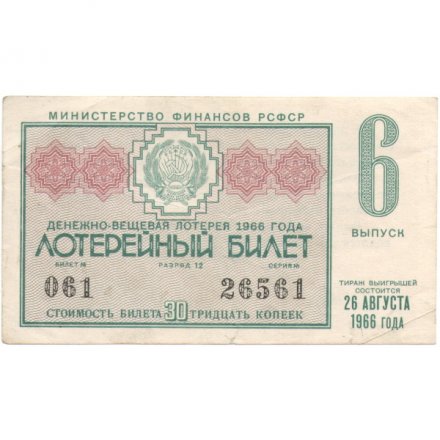 МИНИСТЕРСТВО ФИНАНСОВ РСФСР
6
ВЫПУСК
ДЕНЕЖНО-ВЕЩЕВАЯ ЛОТЕРЕЯ 1966 ГОДА
ЛОТЕРЕЙНЫЙ БИЛЕТ
БИЛЕТ № РАЗРЯД 12 СЕРИЯ №
061 26561
СТОИМОСТЬ БИЛЕТА 30 ТРИДЦАТЬ КОПЕЕК
ТИРАЖ ВЫИГРЫШЕЙ
СОСТОИТСЯ
26 АВГУСТА
1966 ГОДА